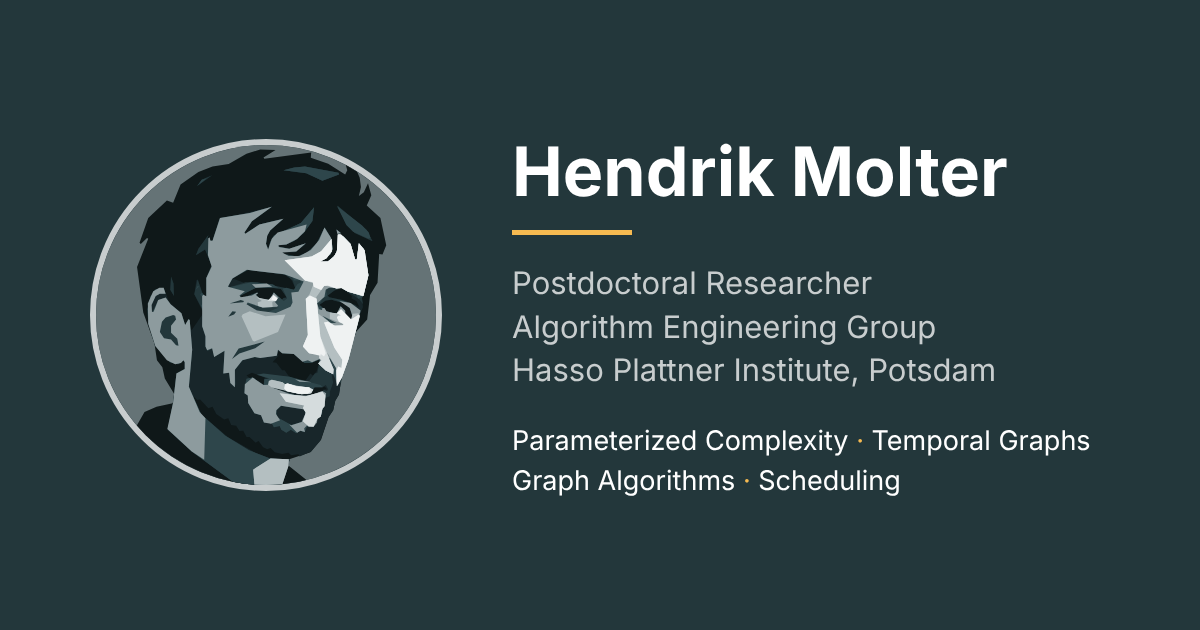 Hendrik Molter
Postdoctoral Researcher
Algorithm Engineering Group
Hasso Plattner Institute, Potsdam
Parameterized Complexity · Temporal Graphs
Graph Algorithms · Scheduling